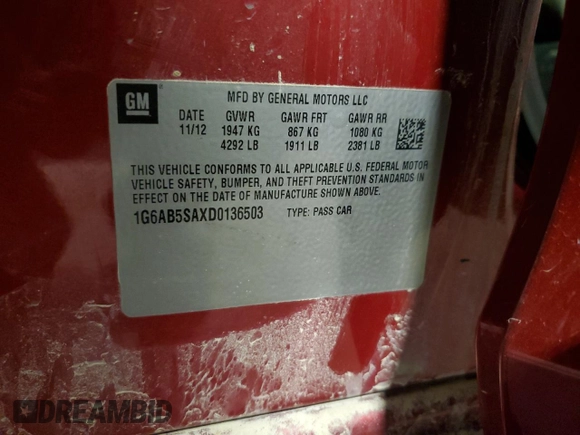 GM
MFD BY GENERAL MOTORS LLC
DATE GVWR GAWR FRT GAWR RR
11/12 1947 KG 867 KG 1080 KG
4292 LB 1911 LB 2381 LB
THIS VEHICLE CONFORMS TO ALL APPLICABLE U.S. FEDERAL MOTOR
VEHICLE SAFETY, BUMPER, AND THEFT PREVENTION STANDARDS IN
EFFECT ON THE DATE OF MANUFACTURE SHOWN ABOVE.
1G6AB5SAXD0136503 TYPE: PASS CAR
DREAMBID